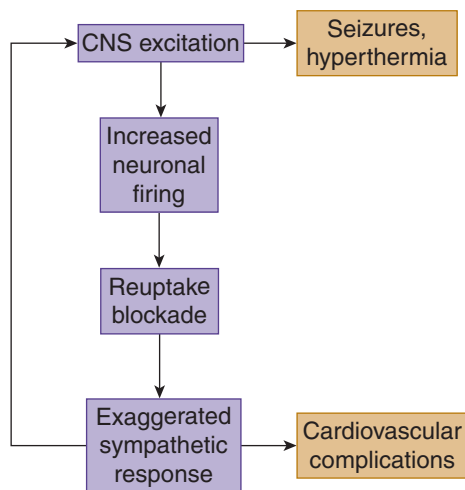 CNS excitation
Seizures,
hyperthermia
Increased
neuronal
firing
Reuptake
blockade
Exaggerated
sympathetic
response
Cardiovascular
complications